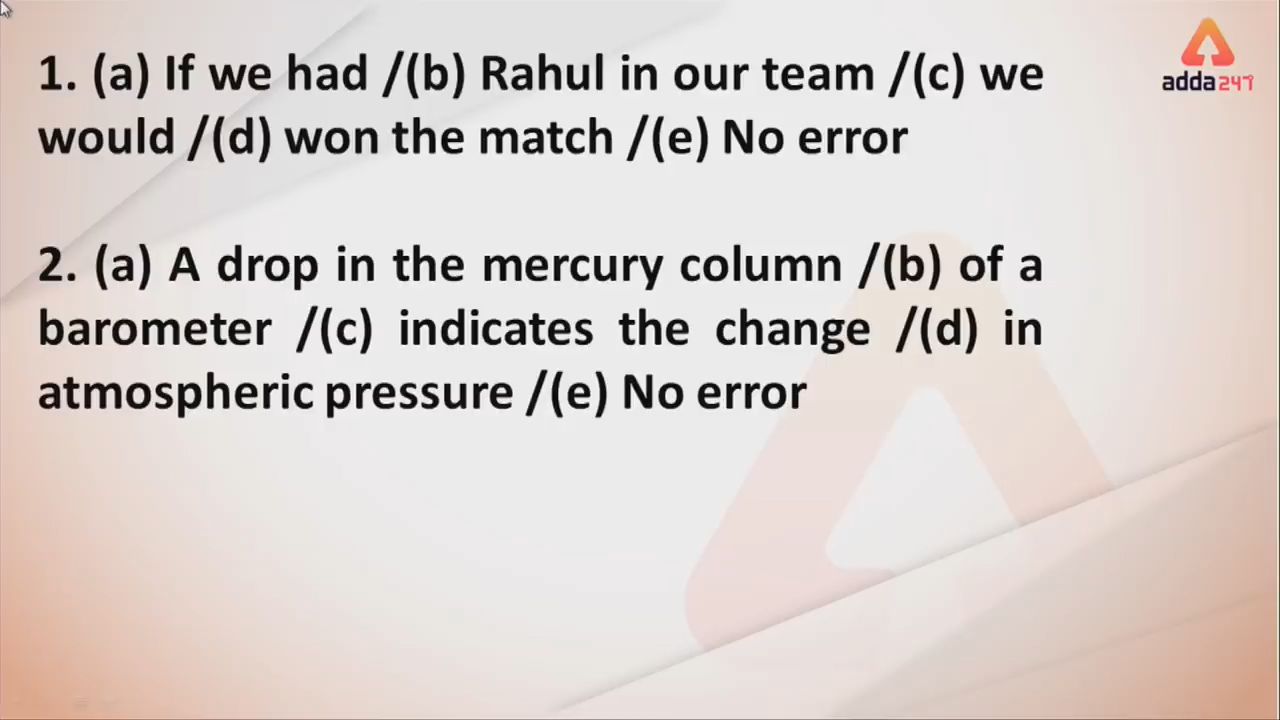 1. (a) If we had /(b) Rahul in our team /(c) we
would /(d) won the match /(e) No error
2. (a) A drop in the mercury column /(b) of a
barometer /(c) indicates the change /(d) in
atmospheric pressure /(e) No error
adda247